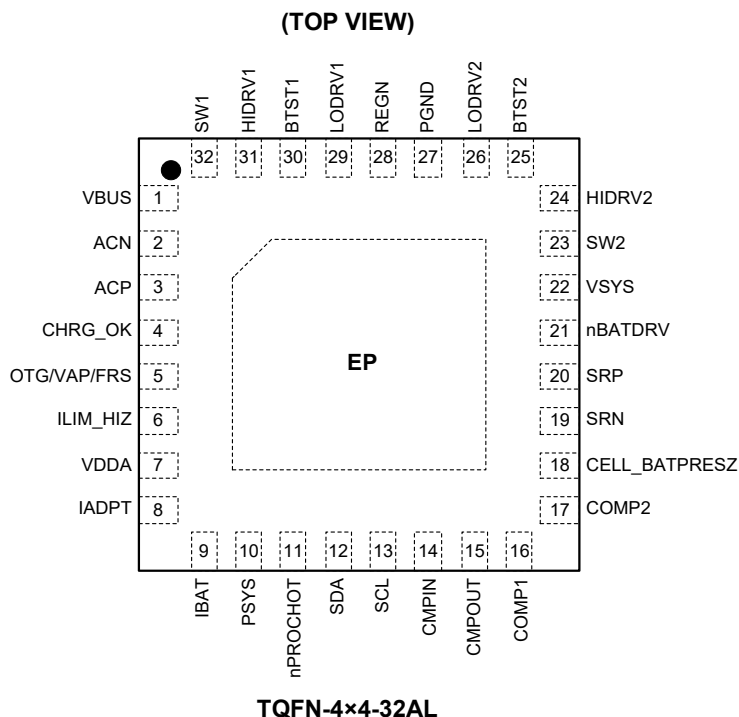 (TOP VIEW)
SW1
HIDRV1
BTST1
LODRV1
REGN
PGND
LODRV2
BTST2
32 31 30 29 28 27 26 25
VBUS 1
ACN 2
ACP 3
CHRG_OK 4
OTG/VAP/FRS 5
ILIM_HIZ 6
VDDA 7
IADPT 8
EP
24 HIDRV2
23 SW2
22 VSYS
21 nBATDRV
20 SRP
19 SRN
18 CELL_BATPRESZ
17 COMP2
9 10 11 12 13 14 15 16
IBAT
PSYS
nPROCHOT
SDA
SCL
CMPIN
CMPOUT
COMP1
TQFN-4×4-32AL